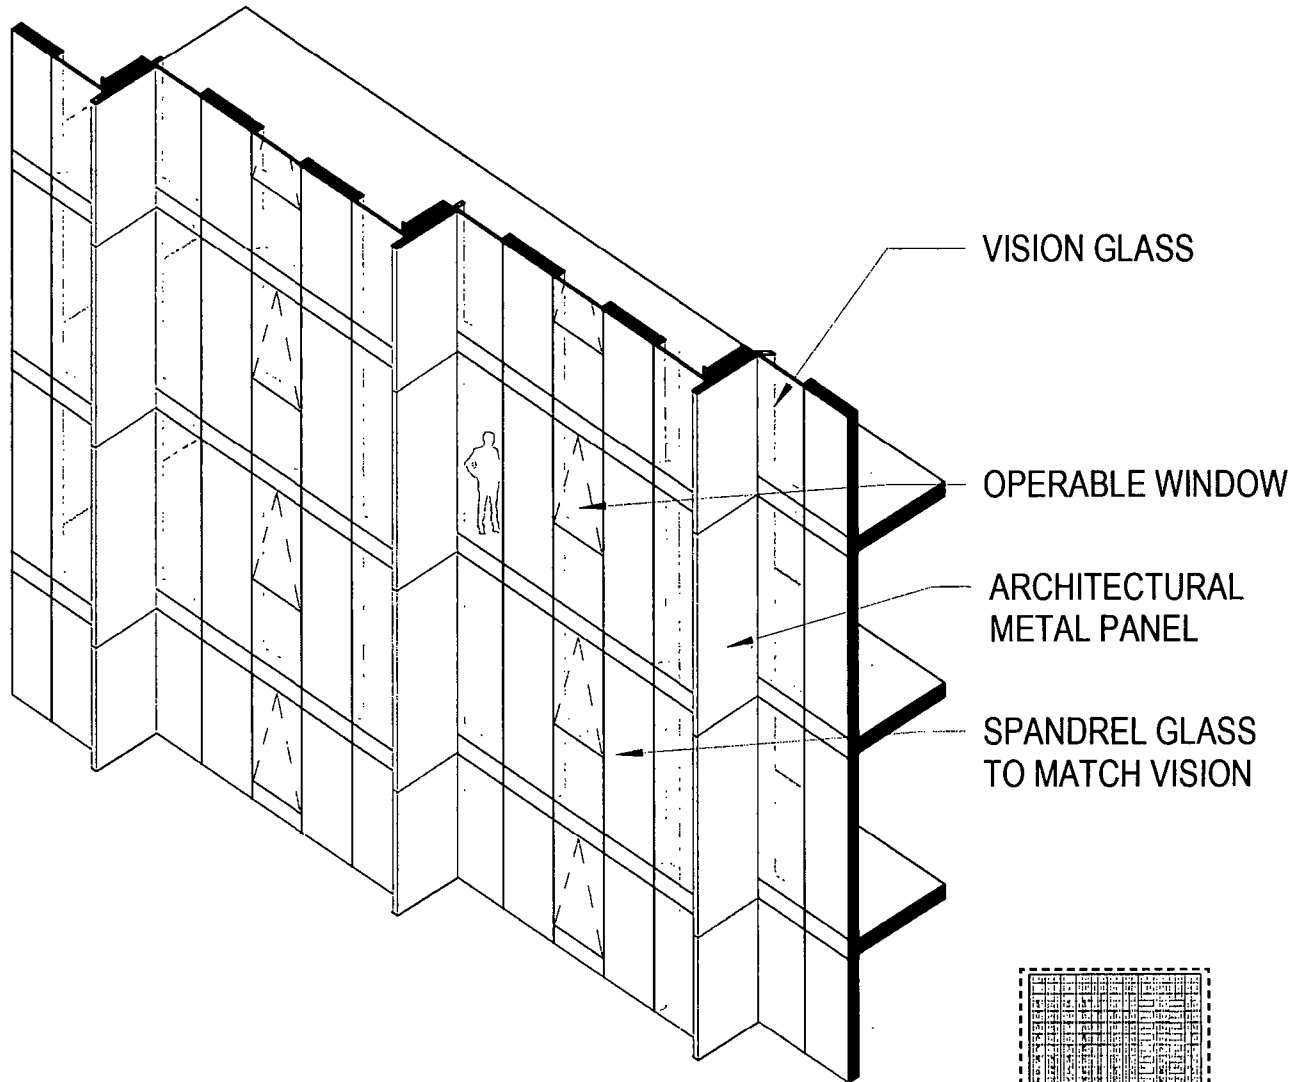 VISION GLASS
OPERABLE WINDOW
ARCHITECTURAL
METAL PANEL
SPANDREL GLASS
TO MATCH VISION